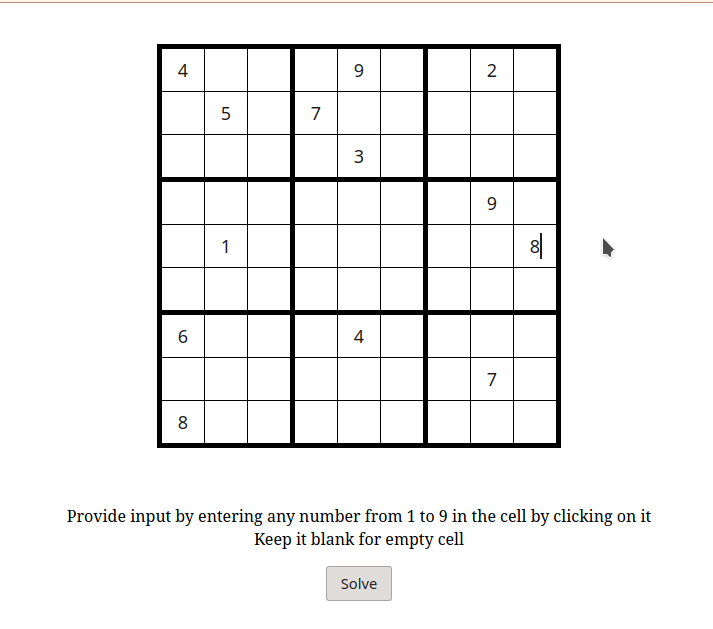 4 9 2
5 7
3
9
1 8
6 4
7
8
Provide input by entering any number from 1 to 9 in the cell by clicking on it
Keep it blank for empty cell
Solve